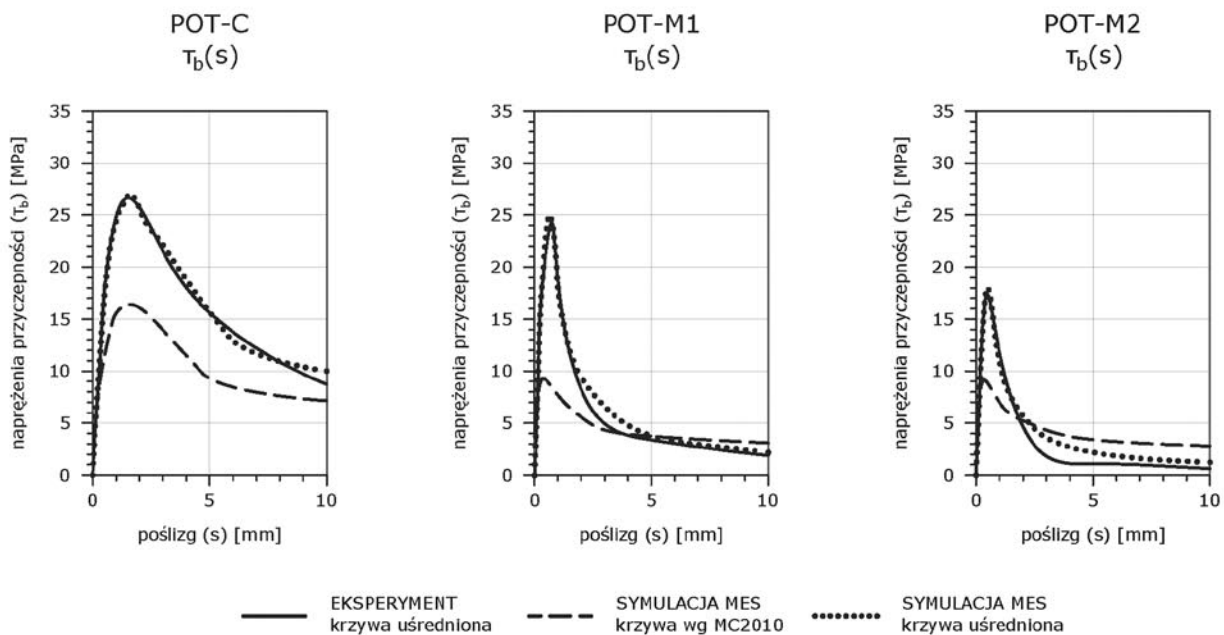 POT-C
τb(s)
35
30
25
20
15
10
5
0
naprężenia przyczepności (τb) [MPa]
0
5
10
poślizg (s) [mm]
POT-M1
τb(s)
35
30
25
20
15
10
5
0
naprężenia przyczepności (τb) [MPa]
0
5
10
poślizg (s) [mm]
POT-M2
τb(s)
35
30
25
20
15
10
5
0
naprężenia przyczepności (τb) [MPa]
0
5
10
poślizg (s) [mm]
EKSPERYMENT
krzywa uśredniona
SYMULACJA MES
krzywa wg MC2010
SYMULACJA MES
krzywa uśredniona